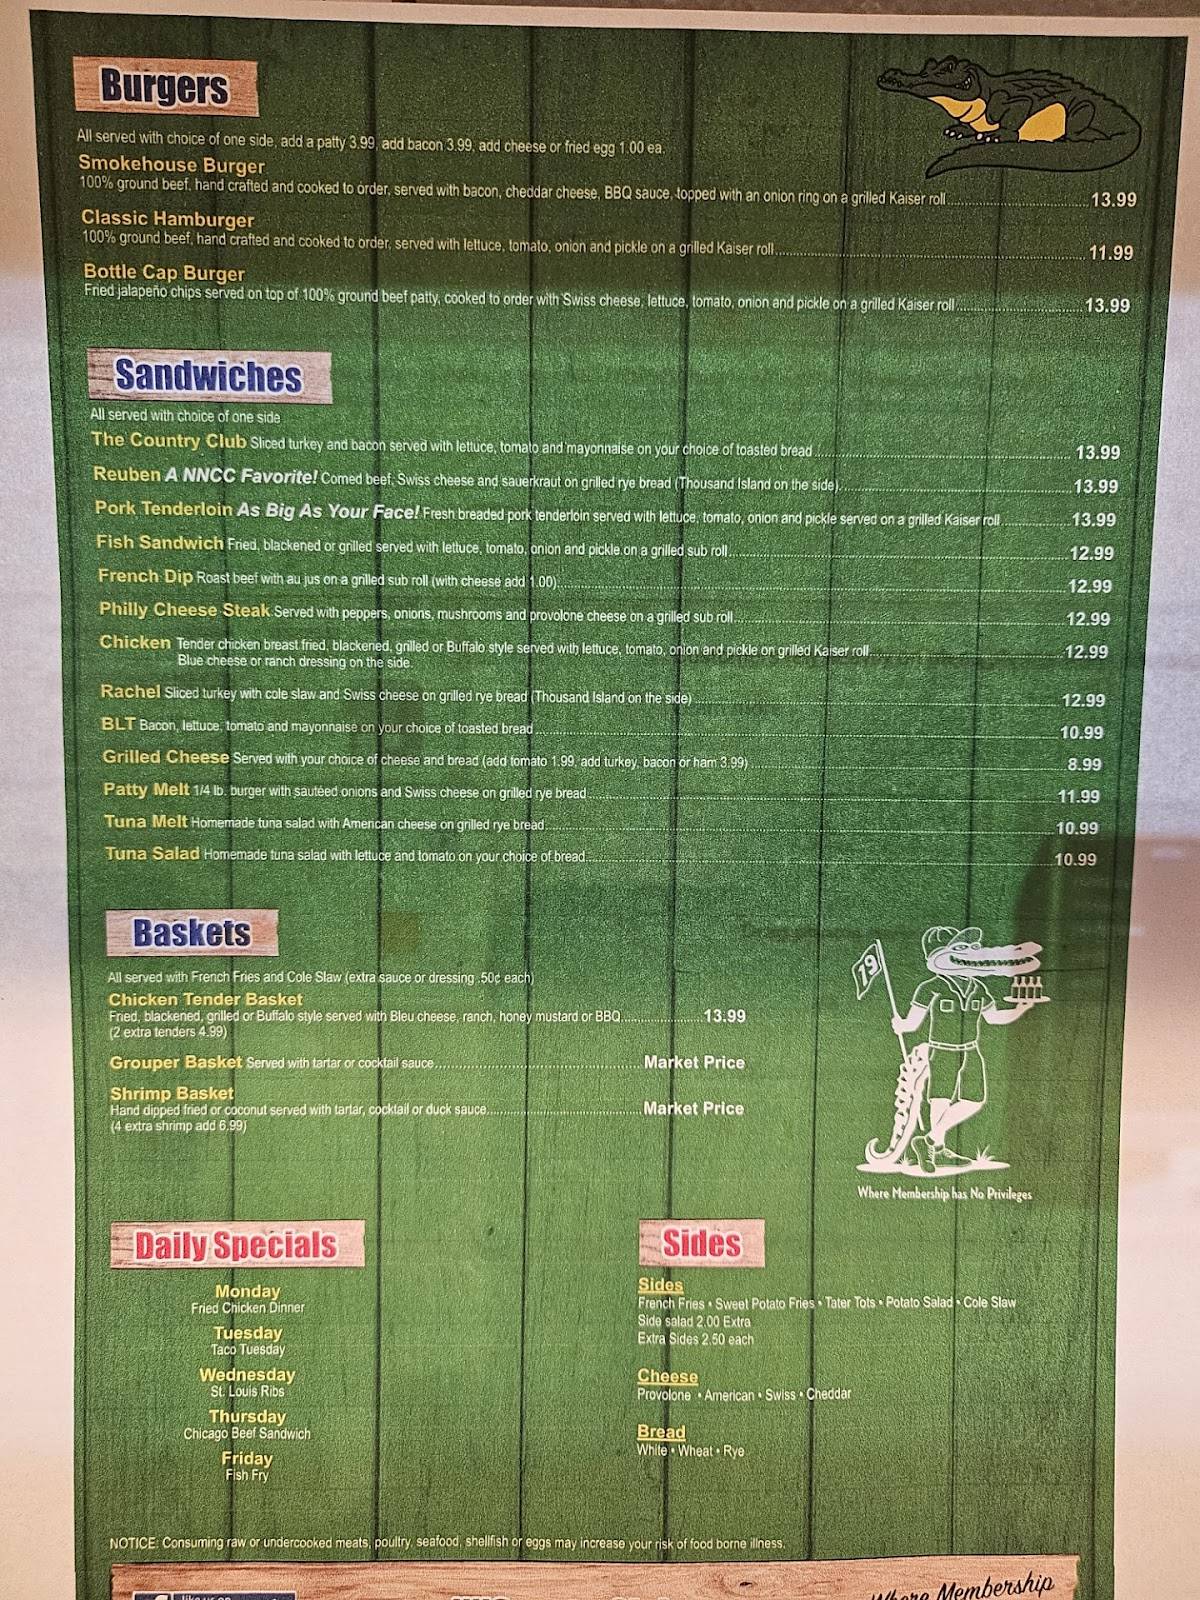 Burgers
All served with choice of one side, add a patty 3.99, add bacon 3.99, add cheese or fried egg 1.00 ea.
Smokehouse Burger
100% ground beef, hand crafted and cooked to order, served with bacon, cheddar cheese, BBQ sauce, topped with an onion ring on a grilled Kaiser roll 13.99
Classic Hamburger
100% ground beef, hand crafted and cooked to order, served with lettuce, tomato, onion and pickle on a grilled Kaiser roll 11.99
Bottle Cap Burger
Fried jalapeño chips served on top of 100% ground beef patty, cooked to order with Swiss cheese, lettuce, tomato, onion and pickle on a grilled Kaiser roll 13.99
Sandwiches
All served with choice of one side
The Country Club Sliced turkey and bacon served with lettuce, tomato and mayonnaise on your choice of toasted bread 13.99
Reuben A NNCC Favorite! Corned beef, Swiss cheese and sauerkraut on grilled rye bread (Thousand Island on the side) 13.99
Pork Tenderloin As Big As Your Face! Fresh breaded pork tenderloin served with lettuce, tomato, onion and pickle served on a grilled Kaiser roll 13.99
Fish Sandwich Fried, blackened or grilled served with lettuce, tomato, onion and pickle on a grilled sub roll 12.99
French Dip Roast beef with au jus on a grilled sub roll (with cheese add 1.00) 12.99
Philly Cheese Steak Served with peppers, onions, mushrooms and provolone cheese on a grilled sub roll 12.99
Chicken Tender chicken breast fried, blackened, grilled or Buffalo style served with lettuce, tomato, onion and pickle on grilled Kaiser roll 12.99
Blue cheese or ranch dressing on the side.
Rachel Sliced turkey with cole slaw and Swiss cheese on grilled rye bread (Thousand Island on the side) 12.99
BLT Bacon, lettuce, tomato and mayonnaise on your choice of toasted bread 10.99
Grilled Cheese Served with your choice of cheese and bread (add tomato 1.99, add turkey, bacon or ham 3.99) 8.99
Patty Melt 1/4 lb. burger with sautéed onions and Swiss cheese on grilled rye bread 11.99
Tuna Melt Homemade tuna salad with American cheese on grilled rye bread 10.99
Tuna Salad Homemade tuna salad with lettuce and tomato on your choice of bread 10.99
Baskets
All served with French Fries and Cole Slaw (extra sauce or dressing .50¢ each)
Chicken Tender Basket
Fried, blackened, grilled or Buffalo style served with Bleu cheese, ranch, honey mustard or BBQ 13.99
(2 extra tenders 4.99)
Grouper Basket Served with tartar or cocktail sauce Market Price
Shrimp Basket
Hand dipped fried or coconut served with tartar, cocktail or duck sauce Market Price
(4 extra shrimp add 6.99)
19
Where Membership has No Privileges
Daily Specials
Monday
Fried Chicken Dinner
Tuesday
Taco Tuesday
Wednesday
St. Louis Ribs
Thursday
Chicago Beef Sandwich
Friday
Fish Fry
Sides
Sides
French Fries • Sweet Potato Fries • Tater Tots • Potato Salad • Cole Slaw
Side salad 2.00 Extra
Extra Sides 2.50 each
Cheese
Provolone • American • Swiss • Cheddar
Bread
White • Wheat • Rye
NOTICE: Consuming raw or undercooked meats, poultry, seafood, shellfish or eggs may increase your risk of food borne illness.
Where Membership